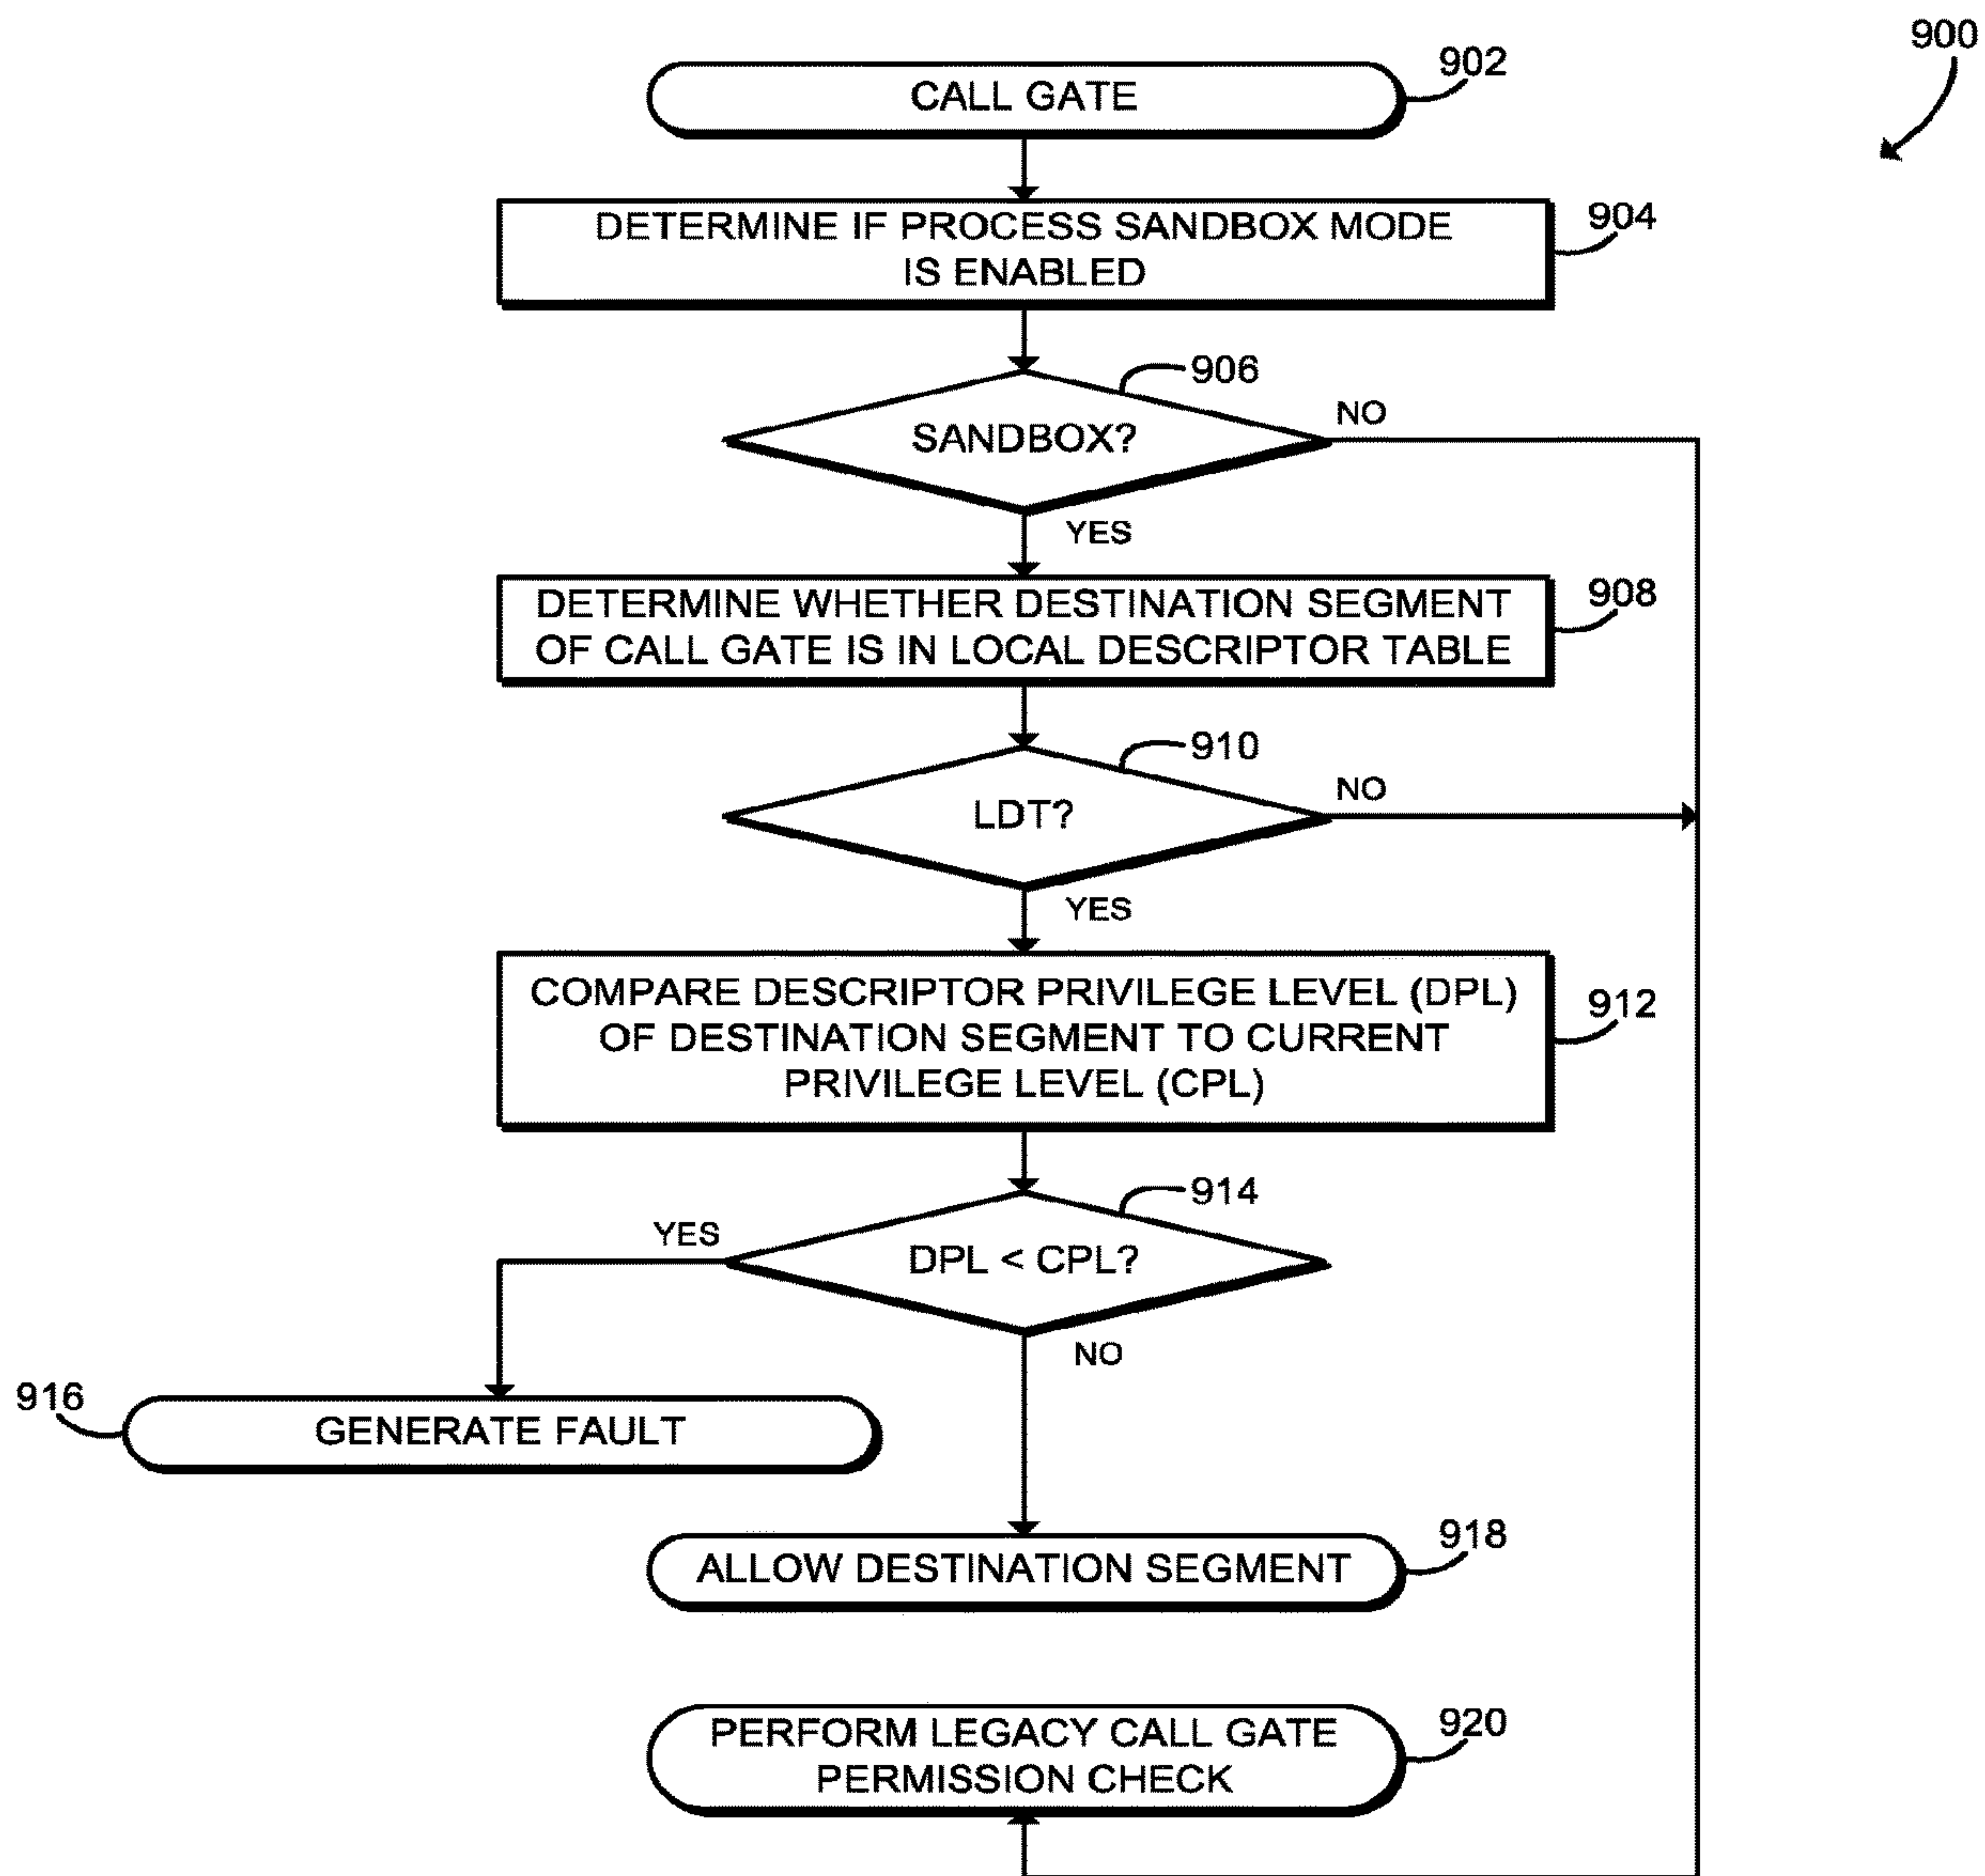 900
CALL GATE
902
DETERMINE IF PROCESS SANDBOX MODE
IS ENABLED
904
906
SANDBOX?
NO
YES
DETERMINE WHETHER DESTINATION SEGMENT
OF CALL GATE IS IN LOCAL DESCRIPTOR TABLE
908
910
LDT?
NO
YES
COMPARE DESCRIPTOR PRIVILEGE LEVEL (DPL)
OF DESTINATION SEGMENT TO CURRENT
PRIVILEGE LEVEL (CPL)
912
914
DPL < CPL?
YES
NO
916
GENERATE FAULT
ALLOW DESTINATION SEGMENT
918
PERFORM LEGACY CALL GATE
PERMISSION CHECK
920